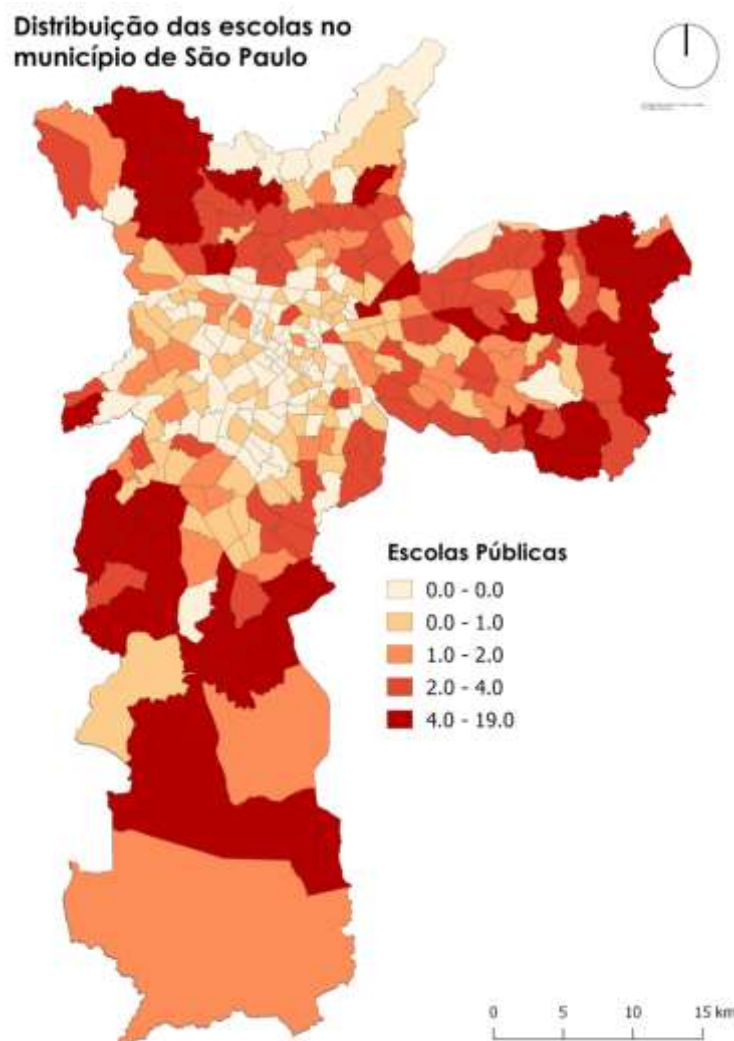 Distribuição das escolas no
município de São Paulo
Escolas Públicas
0.0 - 0.0
0.0 - 1.0
1.0 - 2.0
2.0 - 4.0
4.0 - 19.0
0 5 10 15 km